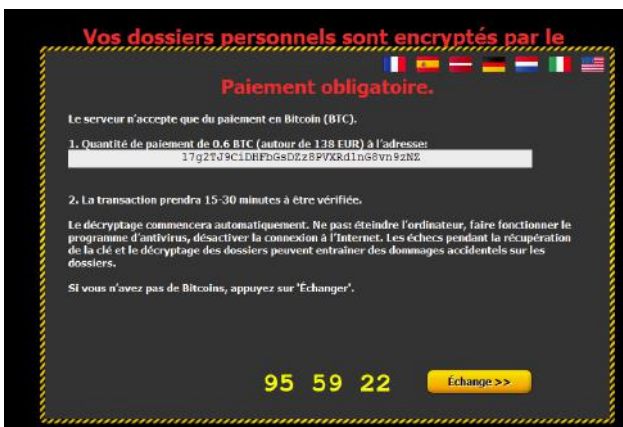 Vos dossiers personnels sont encryptés par le
Paiement obligatoire.
Le serveur n'accepte que du paiement en Bitcoin (BTC).
1. Quantité de paiement de 0.6 BTC (autour de 138 EUR) à l'adresse:
17g2TJ9CiDHFbGsDZz8PVXRd1nG8vn9zNZ
2. La transaction prendra 15-30 minutes à être vérifiée.
Le décryptage commencera automatiquement. Ne pas: éteindre l'ordinateur, faire fonctionner le
programme d'antivirus, désactiver la connexion à l'Internet. Les échecs pendant la récupération
de la clé et le décryptage des dossiers peuvent entraîner des dommages accidentels sur les
dossiers.
Si vous n'avez pas de Bitcoins, appuyez sur 'Échanger'.
95 59 22
Échange >>